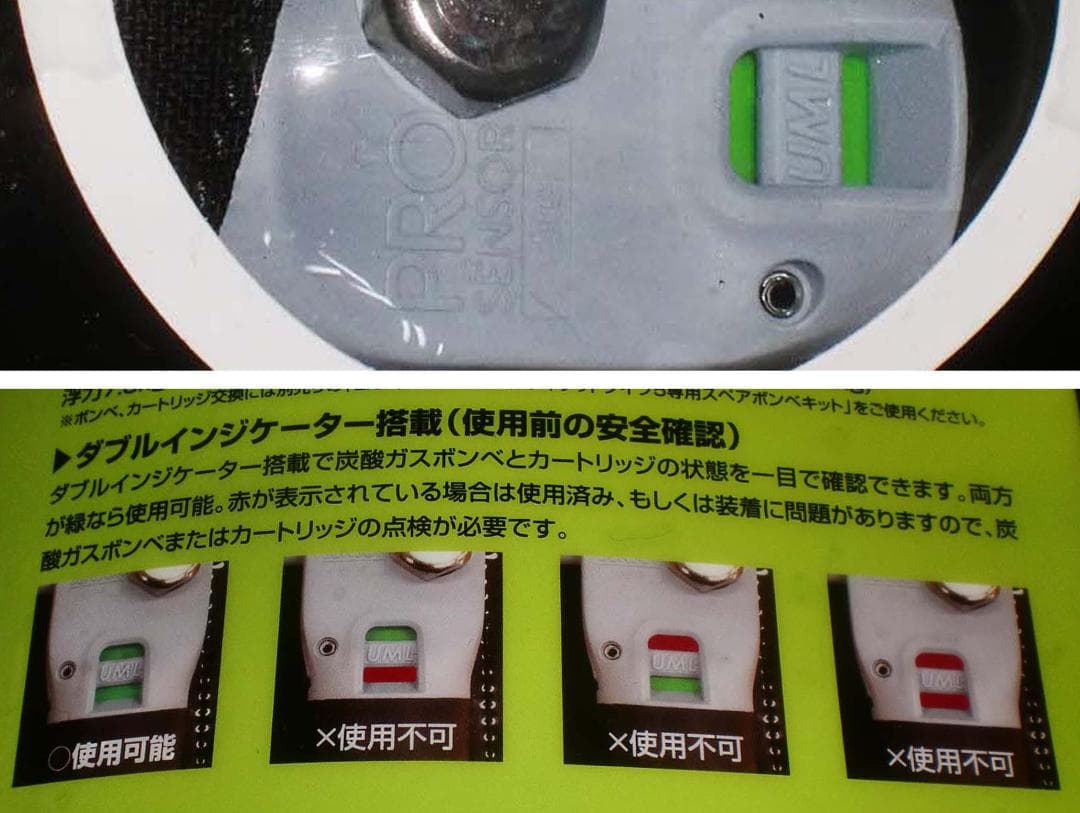 PRO
SENSOR
UML
※ボンベ、カートリッジ交換には別売りの
専用スペアボンベキット」をご使用ください。
▶ダブルインジケーター搭載（使用前の安全確認）
ダブルインジケーター搭載で炭酸ガスボンベとカートリッジの状態を一目で確認できます。両方
が緑なら使用可能。赤が表示されている場合は使用済み、もしくは装着に問題がありますので、炭
酸ガスボンベまたはカートリッジの点検が必要です。
UML
UML
UML
UML
○使用可能
×使用不可
×使用不可
×使用不可